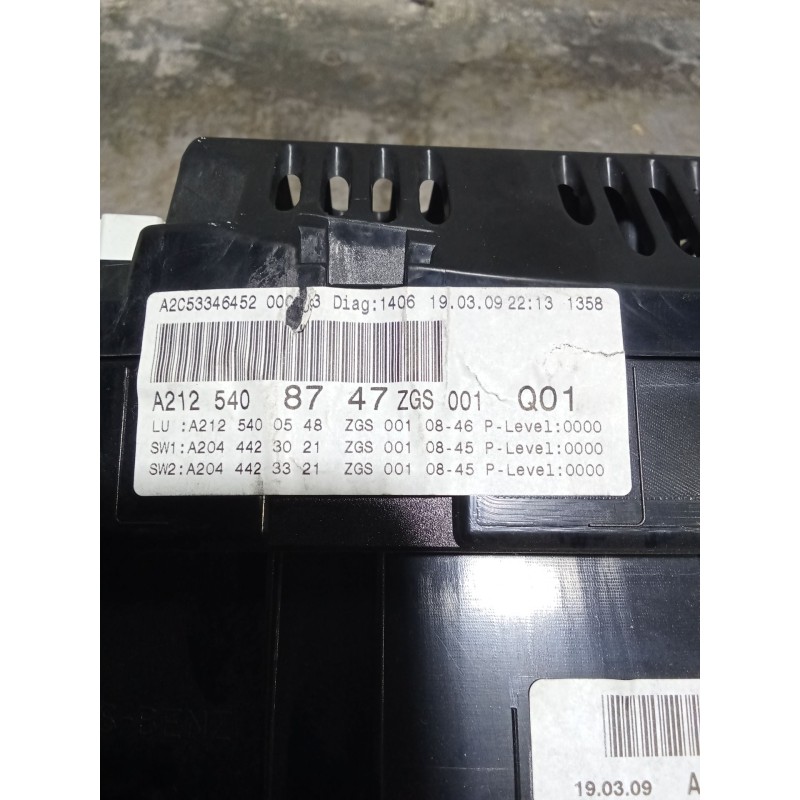 A2C53346452 Diag:1406 19.03.09 22:13 1358
A212 540 87 47 ZGS 001 Q01
LU :A212 540 05 48 ZGS 001 08-46 P-Level:0000
SW1:A204 442 30 21 ZGS 001 08-45 P-Level:0000
SW2:A204 442 33 21 ZGS 001 08-45 P-Level:0000
19.03.09 A